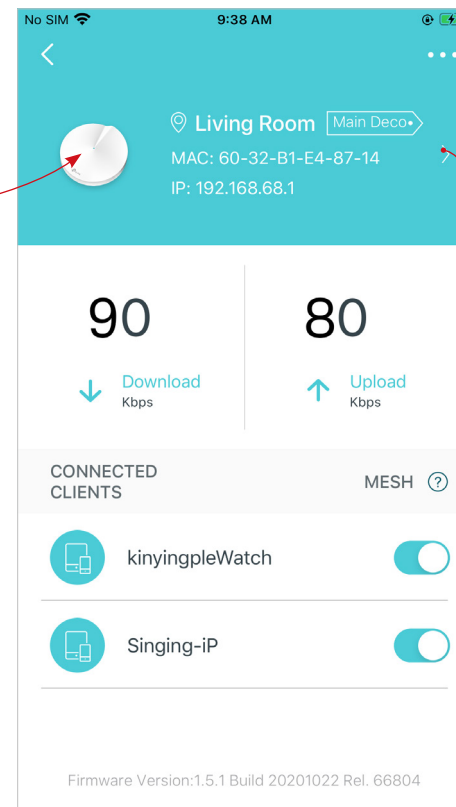 No SIM 9:38 AM
Living Room Main Deco
MAC: 60-32-B1-E4-87-14
IP: 192.168.68.1
90 80
Download Upload
Kbps Kbps
CONNECTED
CLIENTS
MESH ?
kinyingpleWatch
Singing-iP
Firmware Version:1.5.1 Build 20201022 Rel. 66804